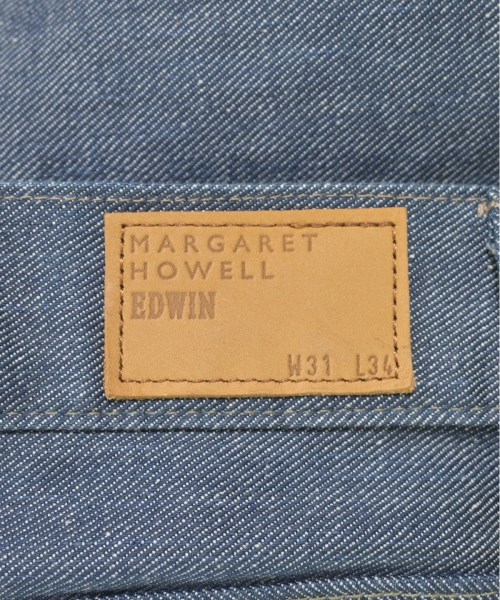 MARGARET
HOWELL
EDWIN
W31 L34